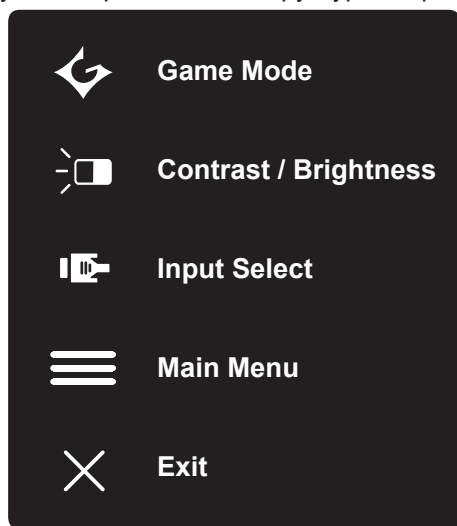 Game Mode
Contrast / Brightness
Input Select
Main Menu
Exit